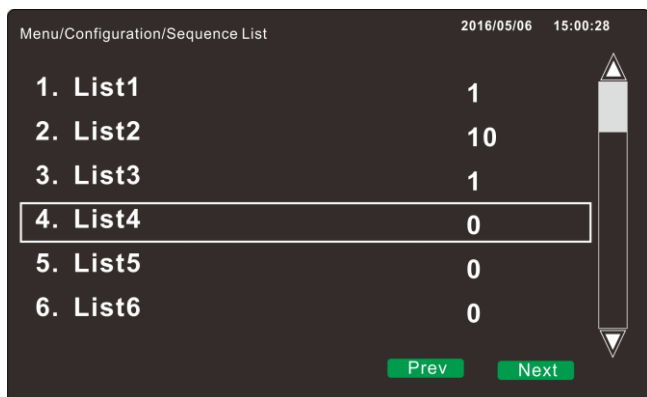 Menu/Configuration/Sequence List 2016/05/06 15:00:28
1. List1 1
2. List2 10
3. List3 1
4. List4 0
5. List5 0
6. List6 0
Prev Next